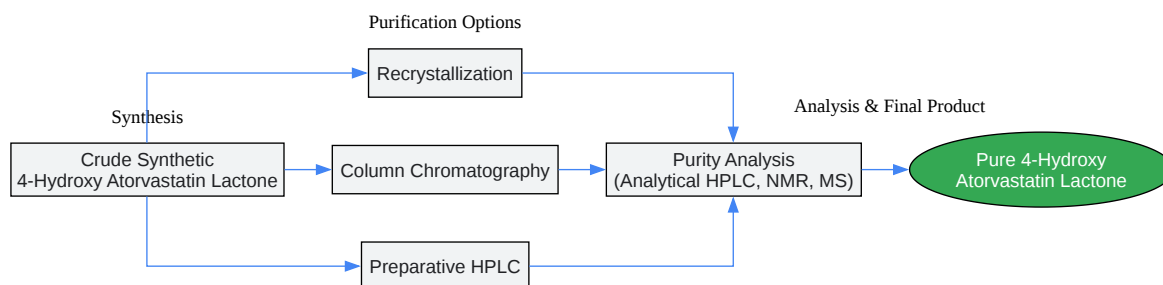 Purification Options
Recrystallization
Synthesis
Analysis & Final Product
Crude Synthetic
4-Hydroxy Atorvastatin Lactone
Column Chromatography
Purity Analysis
(Analytical HPLC, NMR, MS)
Pure 4-Hydroxy
Atorvastatin Lactone
Preparative HPLC